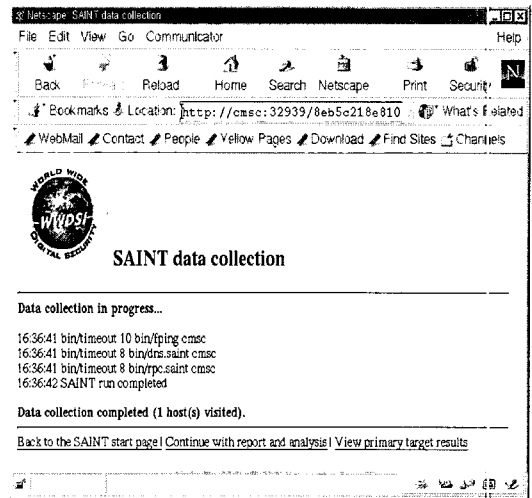 Netscape: SAINT data collection
File Edit View Go Communicator Help
Back Reload Home Search Netscape Print Security
Bookmarks Location: http://cmsc:32939/8eb5c218e810 What's Related
WebMail Contact People Yellow Pages Download Find Sites Channels
WORLD WIDE
WWDSI
DIGITAL SECURITY
SAINT data collection
Data collection in progress...
16:36:41 bin/timeout 10 bin/fping cmsc
16:36:41 bin/timeout 8 bin/dns.saint cmsc
16:36:41 bin/timeout 8 bin/rpc.saint cmsc
16:36:42 SAINT run completed
Data collection completed (1 host(s) visited).
Back to the SAINT start page | Continue with report and analysis | View primary target results